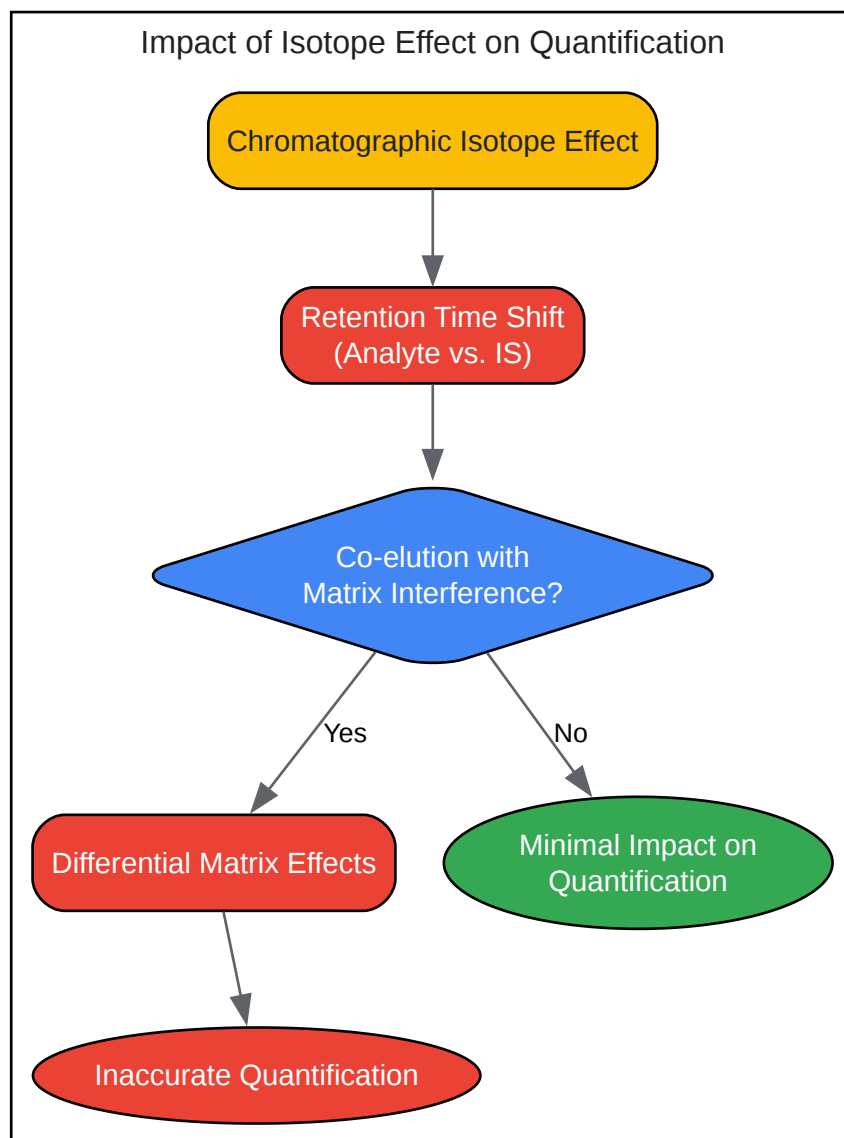 Impact of Isotope Effect on Quantification
Chromatographic Isotope Effect
Retention Time Shift
(Analyte vs. IS)
Co-elution with
Matrix Interference?
Yes
No
Differential Matrix Effects
Minimal Impact on
Quantification
Inaccurate Quantification